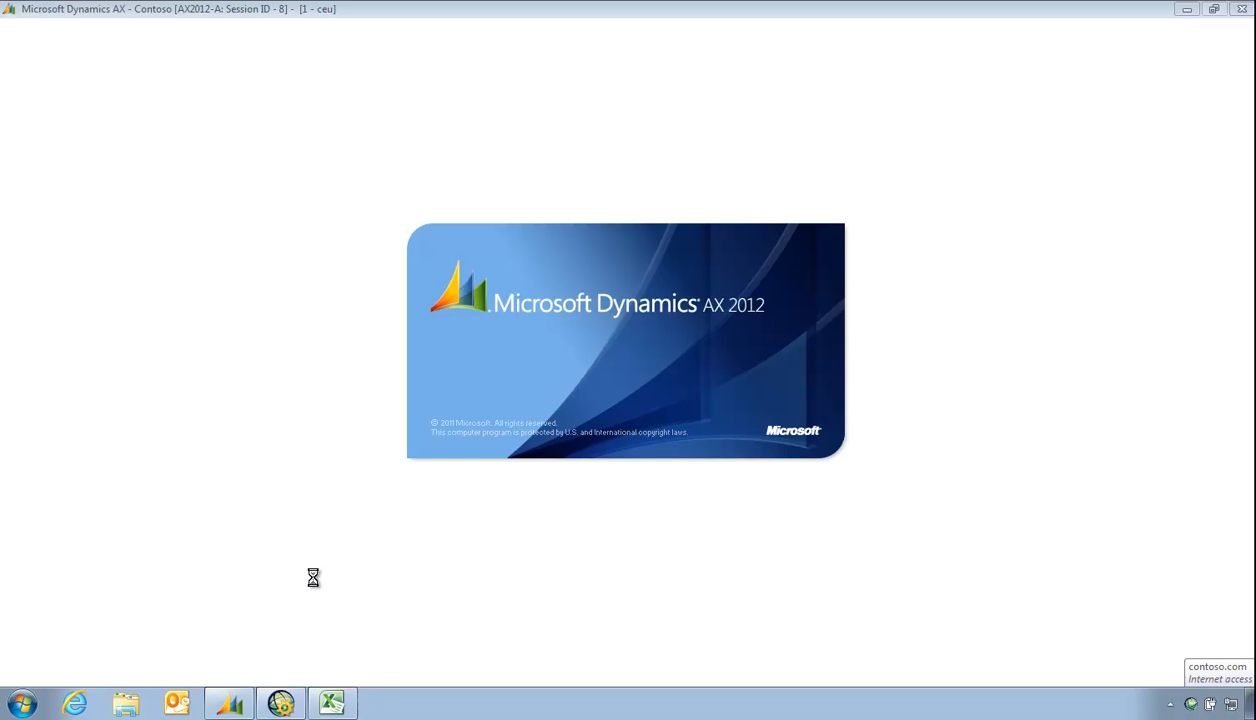 Microsoft Dynamics AX - Contoso [AX2012-A: Session ID - 8] - [1 - ceu]
Microsoft Dynamics AX 2012
© 2011 Microsoft. All rights reserved.
This computer program is protected by U.S. and International copyright laws.
Microsoft
contoso.com
Internet access